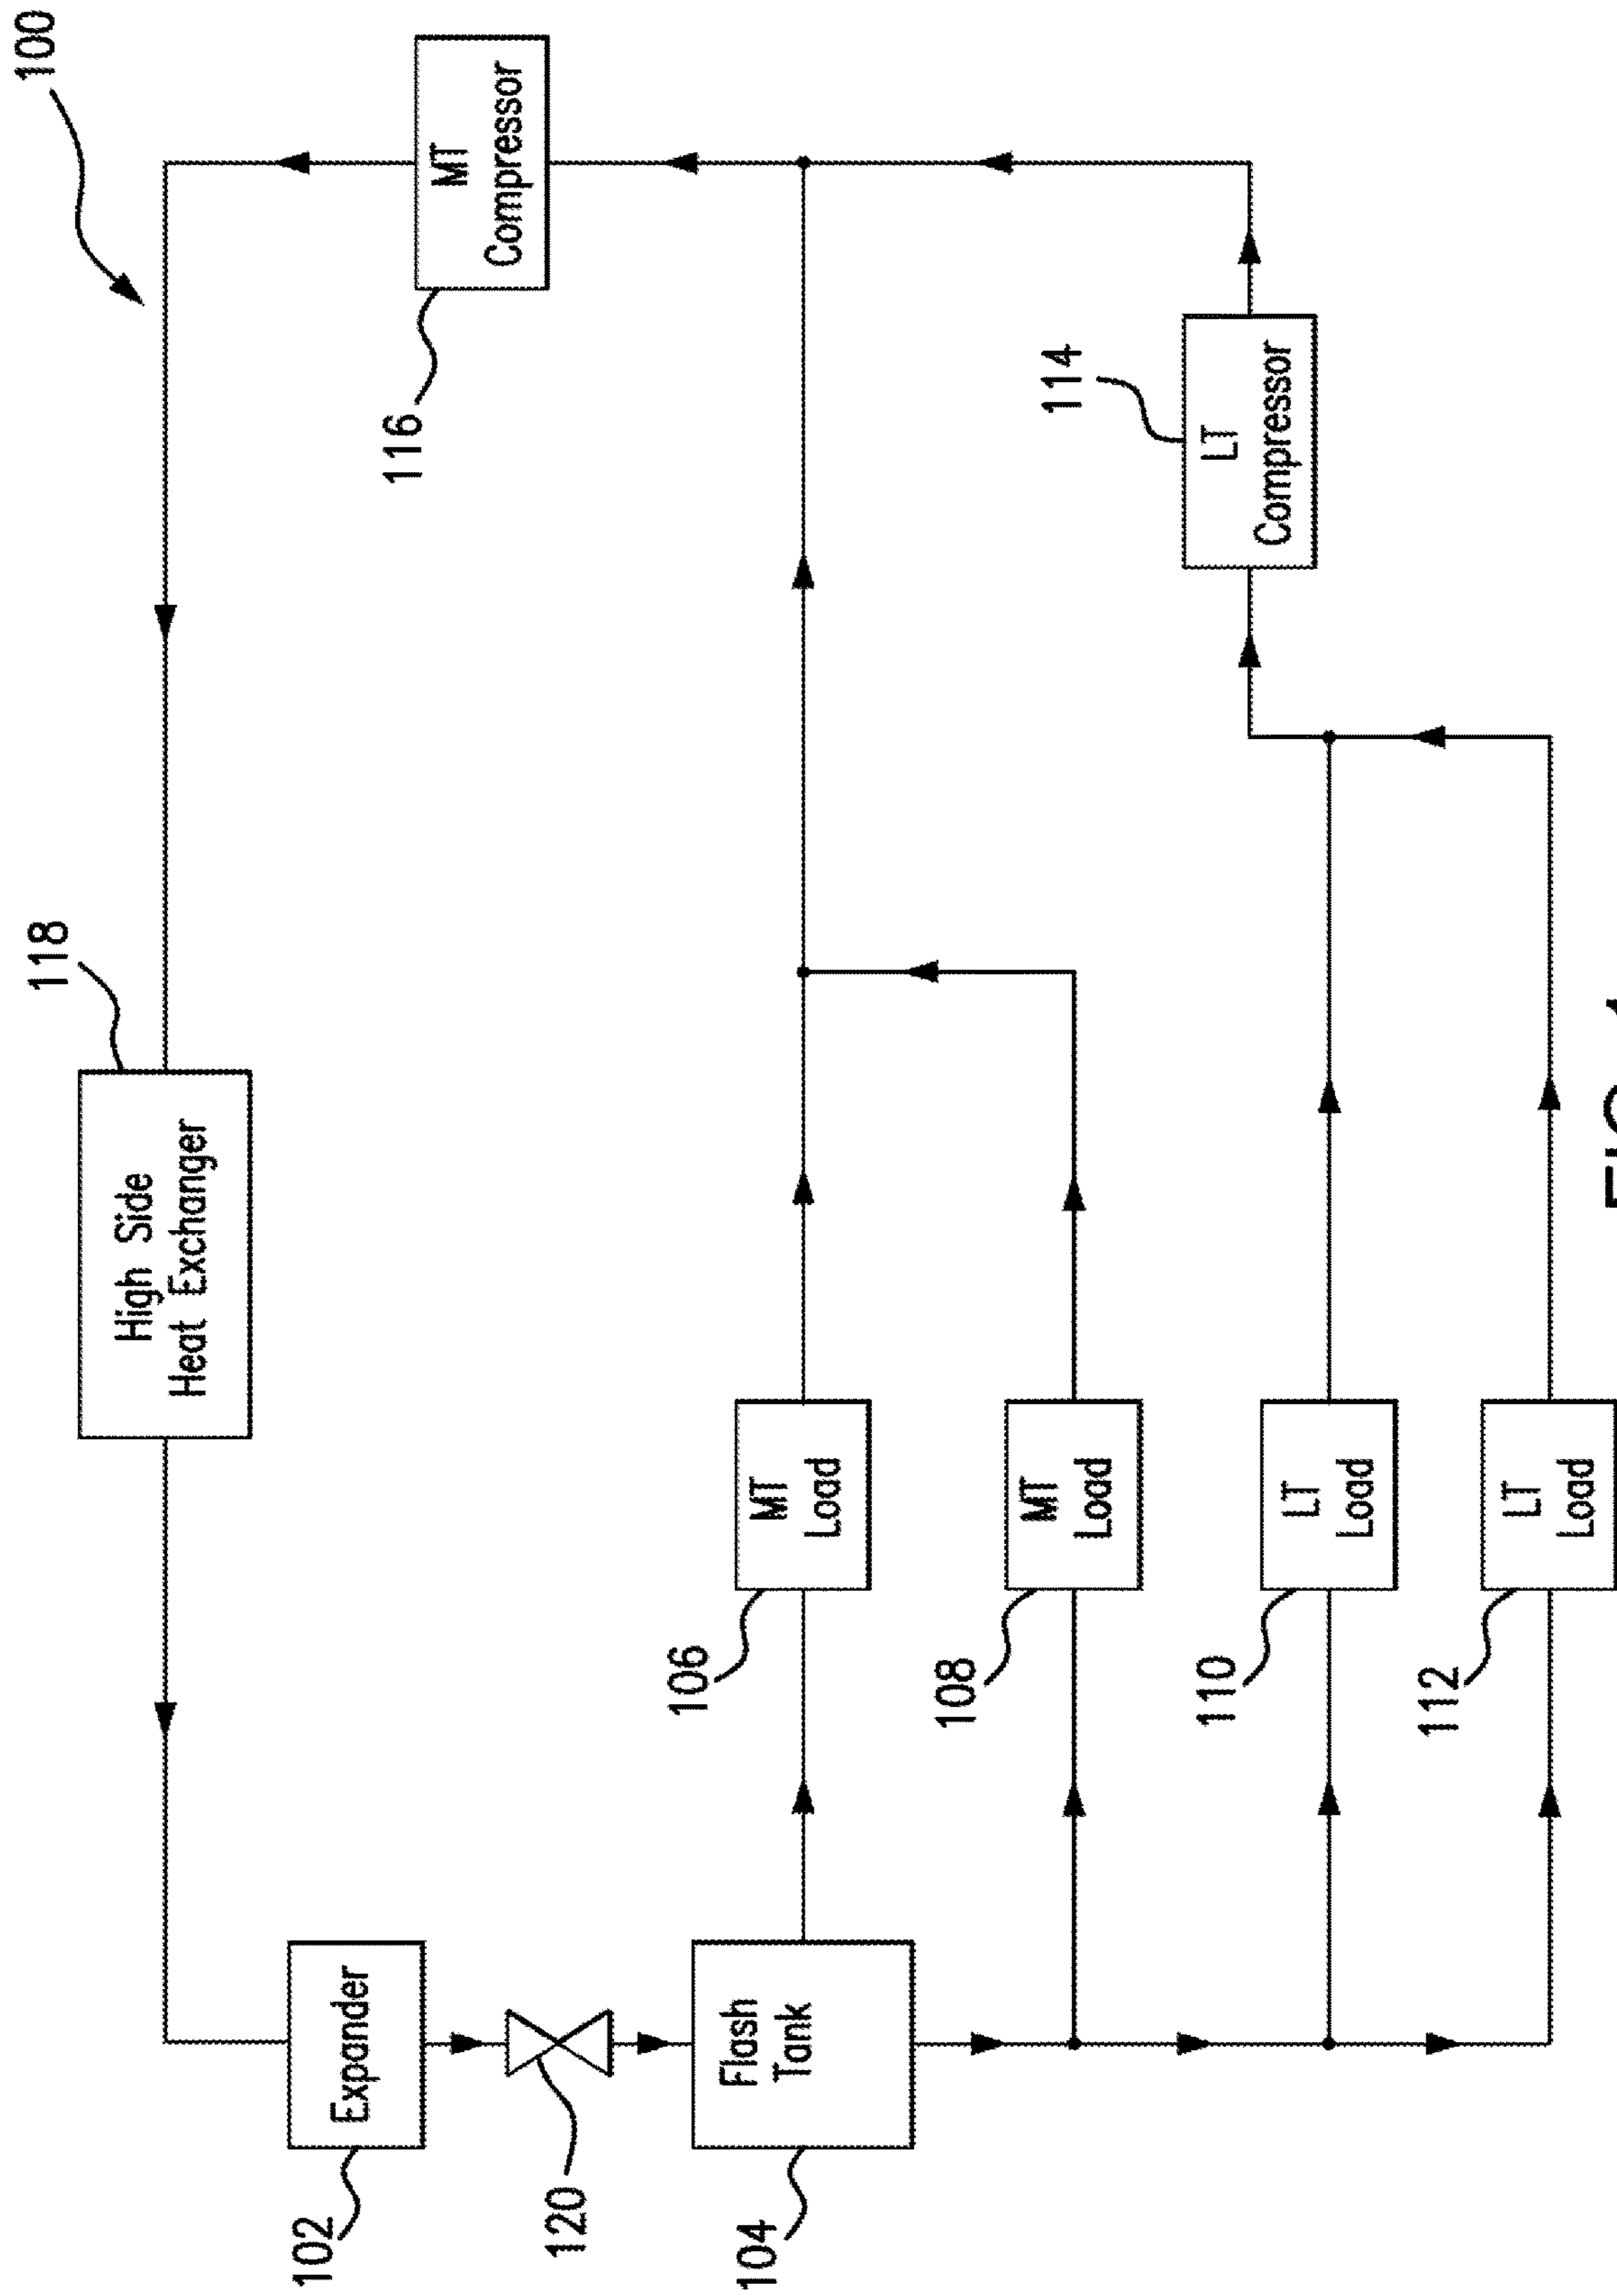 100
118
High Side
Heat Exchanger
MT
Compressor
116
102
Expander
120
104
Flash
Tank
106
MT
Load
108
MT
Load
114
LT
Compressor
110
LT
Load
112
LT
Load